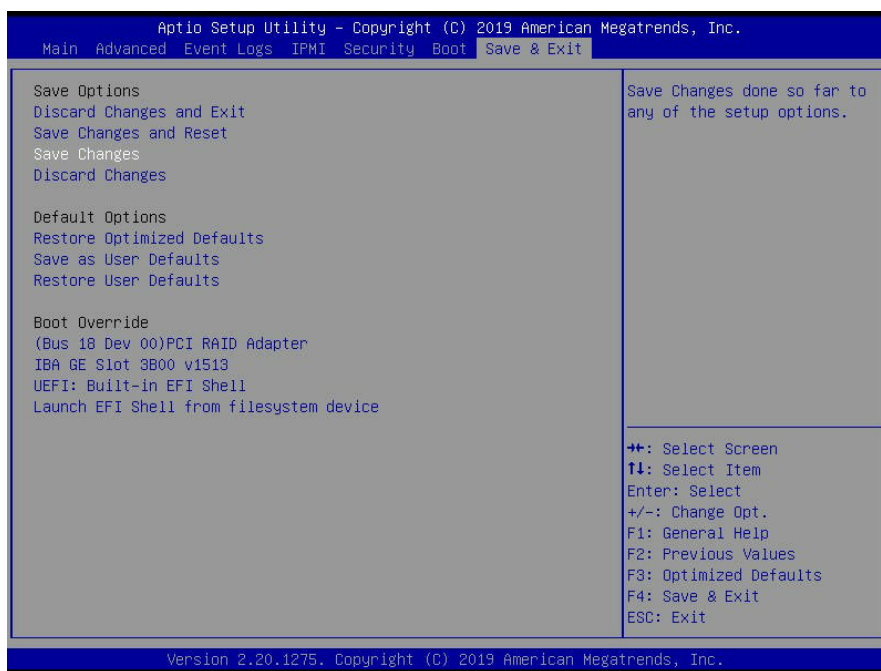 Aptio Setup Utility – Copyright (C) 2019 American Megatrends, Inc.
Main Advanced Event Logs IPMI Security Boot Save & Exit
Save Options
Discard Changes and Exit
Save Changes and Reset
Save Changes
Discard Changes
Default Options
Restore Optimized Defaults
Save as User Defaults
Restore User Defaults
Boot Override
(Bus 18 Dev 00)PCI RAID Adapter
IBA GE Slot 3B00 v1513
UEFI: Built-in EFI Shell
Launch EFI Shell from filesystem device
Save Changes done so far to
any of the setup options.
→←: Select Screen
↑↓: Select Item
Enter: Select
+/-: Change Opt.
F1: General Help
F2: Previous Values
F3: Optimized Defaults
F4: Save & Exit
ESC: Exit
Version 2.20.1275. Copyright (C) 2019 American Megatrends, Inc.